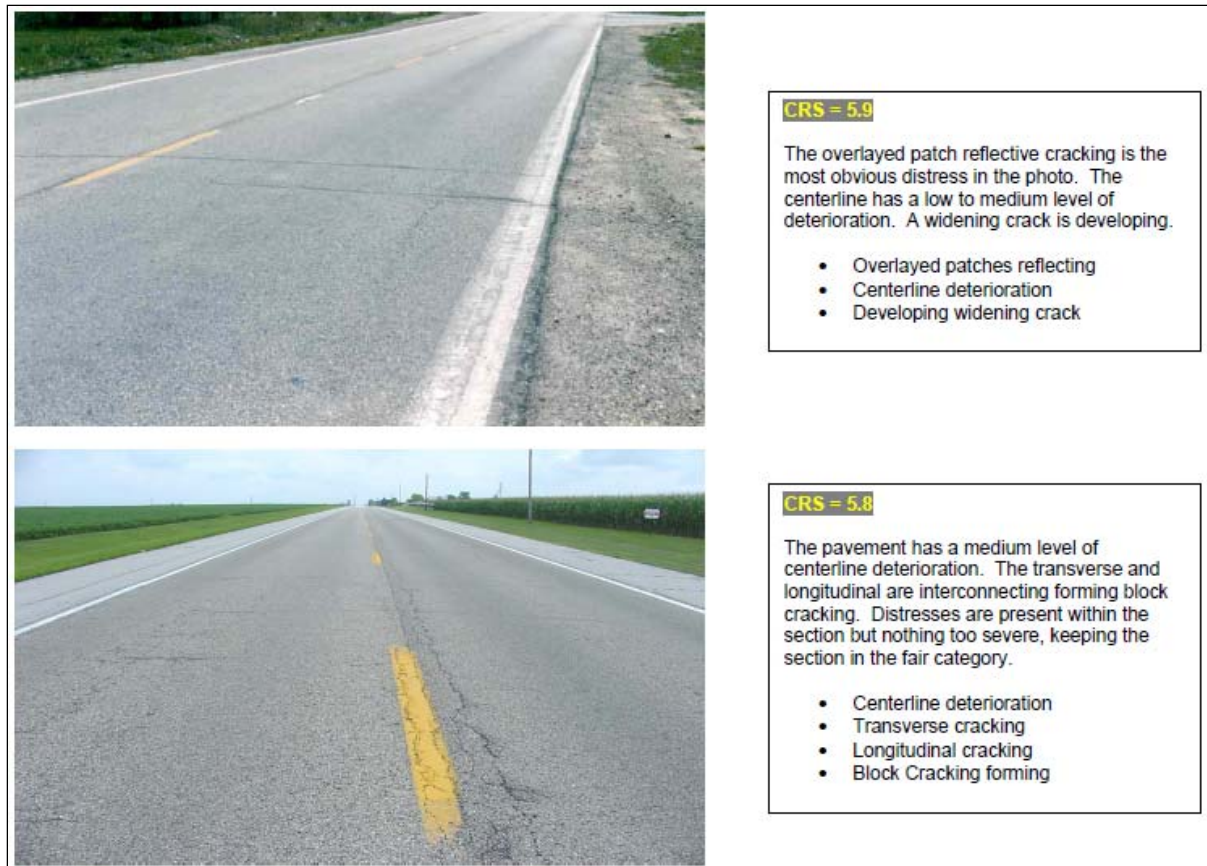 CRS = 5.9
The overlayed patch reflective cracking is the
most obvious distress in the photo. The
centerline has a low to medium level of
deterioration. A widening crack is developing.
• Overlayed patches reflecting
• Centerline deterioration
• Developing widening crack
CRS = 5.8
The pavement has a medium level of
centerline deterioration. The transverse and
longitudinal are interconnecting forming block
cracking. Distresses are present within the
section but nothing too severe, keeping the
section in the fair category.
• Centerline deterioration
• Transverse cracking
• Longitudinal cracking
• Block Cracking forming